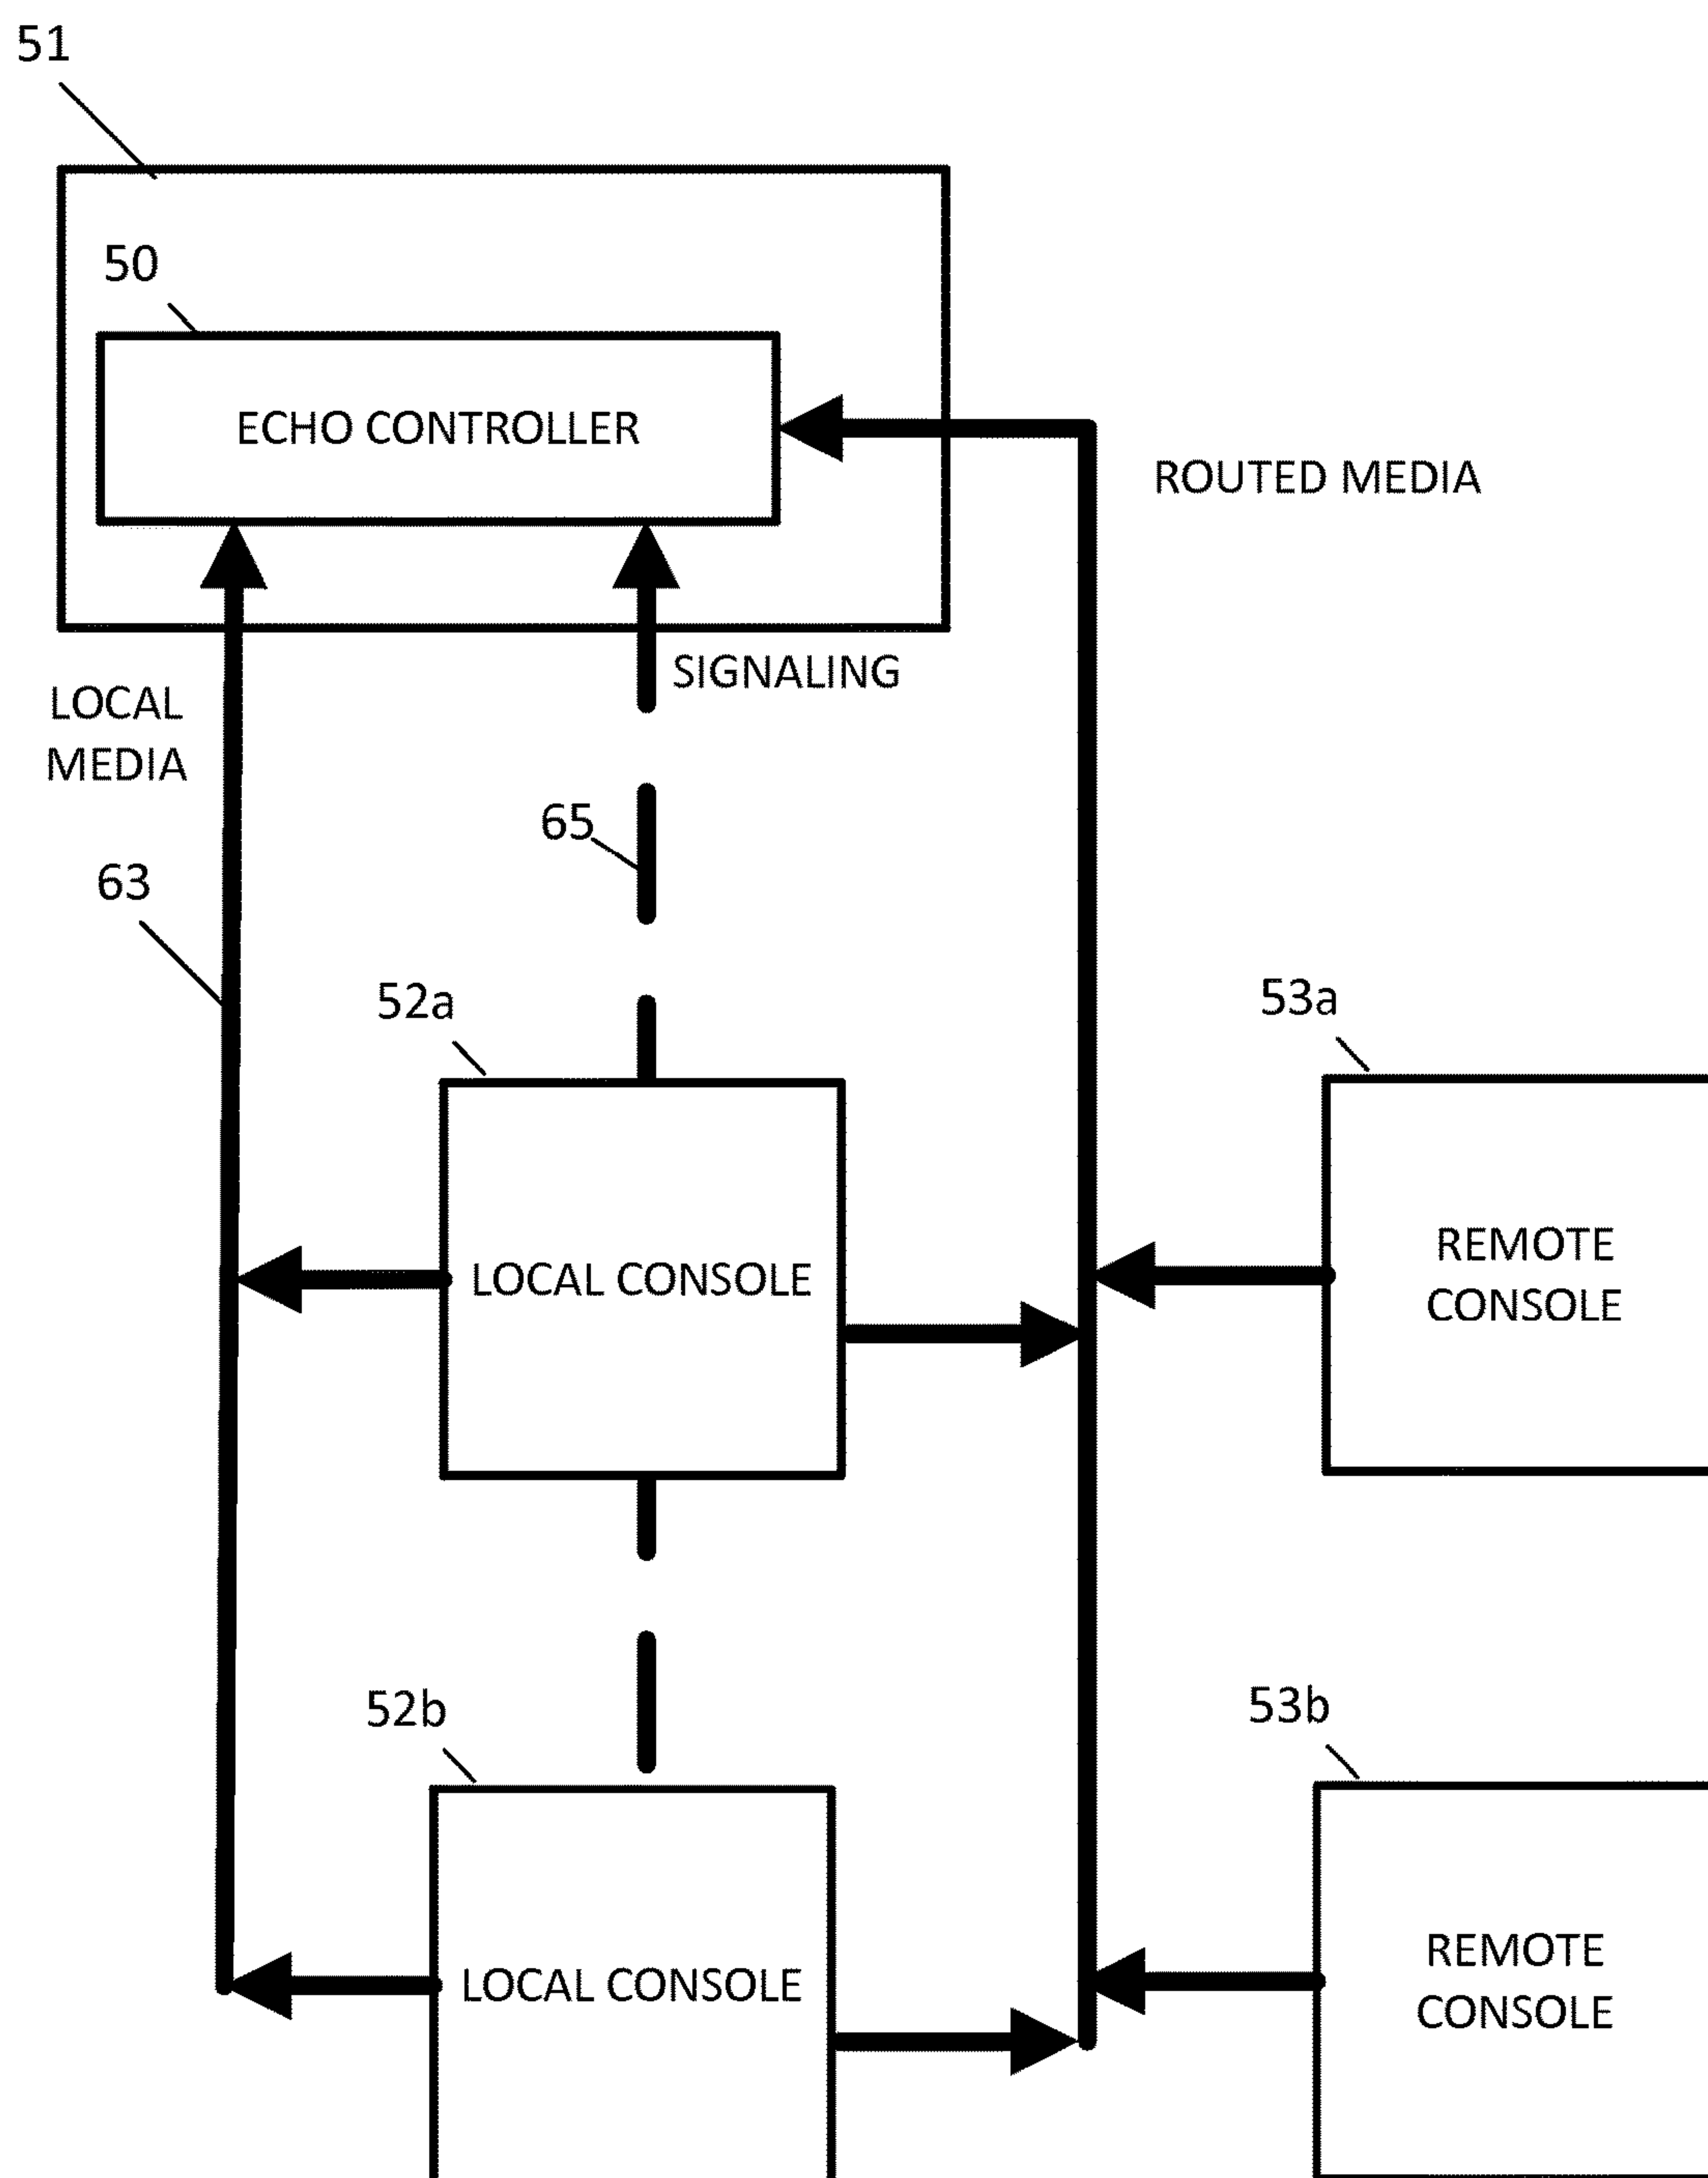 51
50
ECHO CONTROLLER
ROUTED MEDIA
SIGNALING
LOCAL
MEDIA
65
63
52a
53a
LOCAL CONSOLE
REMOTE
CONSOLE
52b
53b
LOCAL CONSOLE
REMOTE
CONSOLE